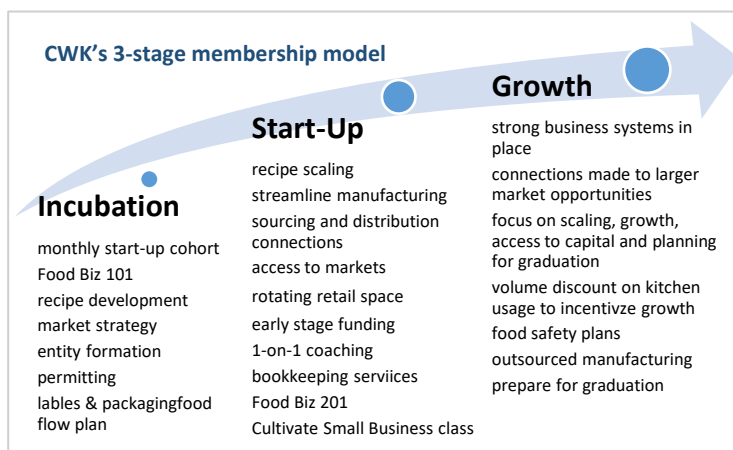 CWK's 3-stage membership model
Incubation
monthly start-up cohort
Food Biz 101
recipe development
market strategy
entity formation
permitting
lables & packagingfood
flow plan
Start-Up
recipe scaling
streamline manufacturing
sourcing and distribution
connections
access to markets
rotating retail space
early stage funding
1-on-1 coaching
bookkeeping serviices
Food Biz 201
Cultivate Small Business class
Growth
strong business systems in
place
connections made to larger
market opportunities
focus on scaling, growth,
access to capital and planning
for graduation
volume discount on kitchen
usage to incentivze growth
food safety plans
outsourced manufacturing
prepare for graduation